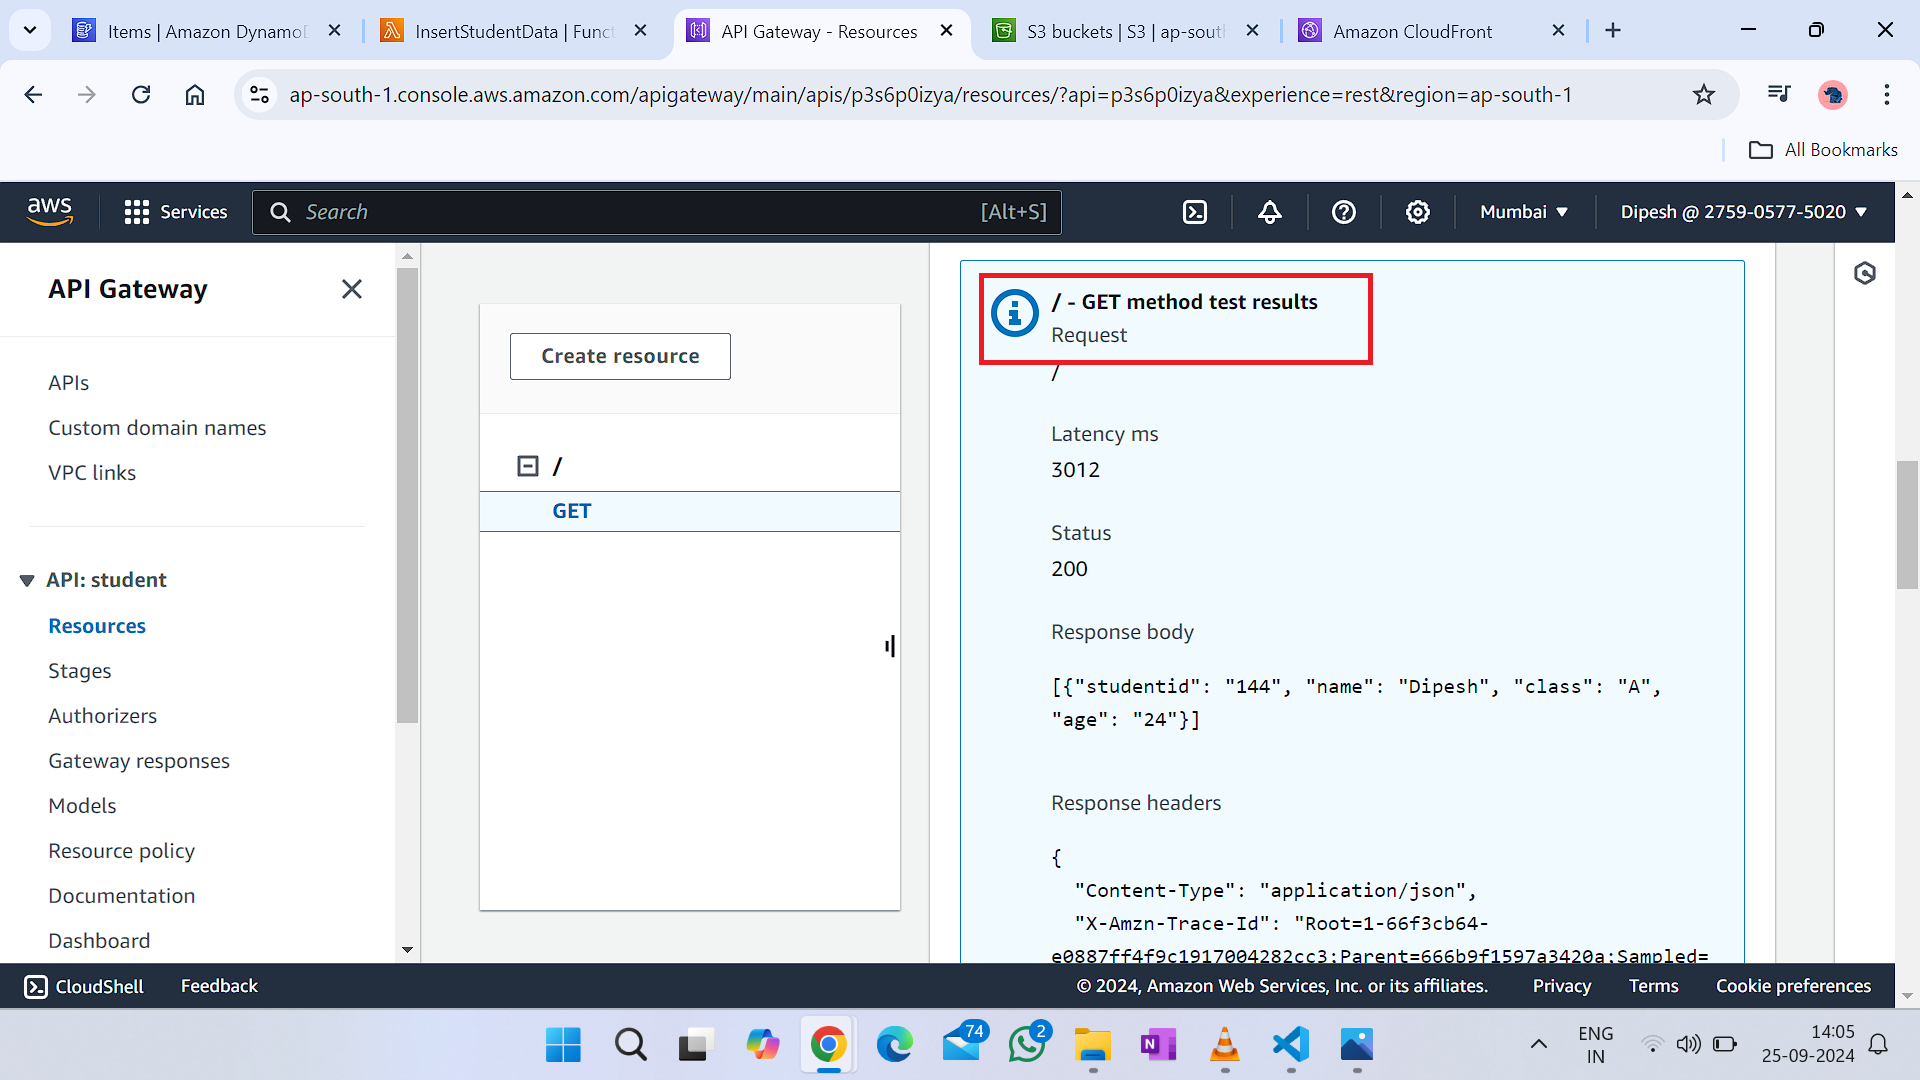 Items | Amazon Dynamo
InsertStudentData | Func
API Gateway - Resources
S3 buckets | S3 | ap-sout
Amazon CloudFront
ap-south-1.console.aws.amazon.com/apigateway/main/apis/p3s6p0izya/resources/?api=p3s6p0izya&experience=rest&region=ap-south-1
All Bookmarks
aws
Services
Search
[Alt+S]
Mumbai
Dipesh @ 2759-0577-5020
API Gateway
APIs
Custom domain names
VPC links
API: student
Resources
Stages
Authorizers
Gateway responses
Models
Resource policy
Documentation
Dashboard
Create resource
/
GET
/ - GET method test results
Request
/
Latency ms
3012
Status
200
Response body
[{"studentid": "144", "name": "Dipesh", "class": "A",
"age": "24"}]
Response headers
{
"Content-Type": "application/json",
"X-Amzn-Trace-Id": "Root=1-66f3cb64-
e0887ff4f9c1917004282cc3;Parent=666b9f1597a3420a;Sampled=
CloudShell
Feedback
© 2024, Amazon Web Services, Inc. or its affiliates.
Privacy
Terms
Cookie preferences
74
2
N
ENG
IN
14:05
25-09-2024